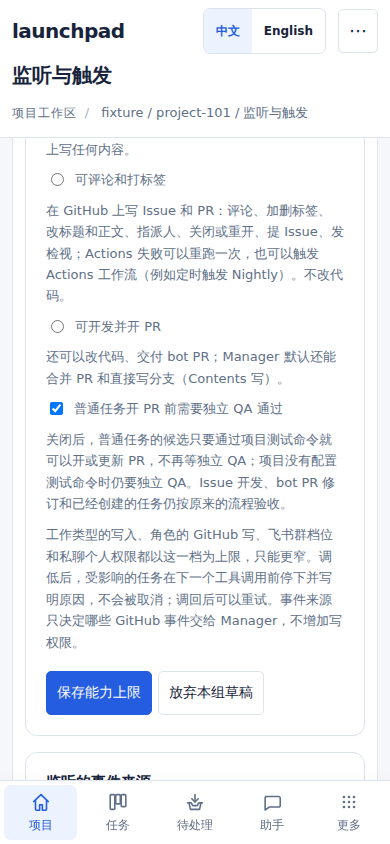 launchpad
中文
English
监听与触发
项目工作区 / fixture / project-101 / 监听与触发
上写任何内容。
可评论和打标签
在 GitHub 上写 Issue 和 PR：评论、加删标签、
改标题和正文、指派人、关闭或重开、提 Issue、发
检视；Actions 失败可以重跑一次，也可以触发
Actions 工作流（例如定时触发 Nightly）。不改代
码。
可开发并开 PR
还可以改代码、交付 bot PR；Manager 默认还能
合并 PR 和直接写分支（Contents 写）。
普通任务开 PR 前需要独立 QA 通过
关闭后，普通任务的候选只要通过项目测试命令就
可以开或更新 PR，不再等独立 QA；项目没有配置
测试命令时仍要独立 QA。Issue 开发、bot PR 修
订和已经创建的任务仍按原来的流程验收。
工作类型的写入、角色的 GitHub 写、飞书群档位
和私聊个人权限都以这一档为上限，只能更窄。调
低后，受影响的任务在下一个工具调用前停下并写
明原因，不会被取消；调回后可以重试。事件来源
只决定哪些 GitHub 事件交给 Manager，不增加写
权限。
保存能力上限
放弃本组草稿
项目
任务
待处理
助手
更多